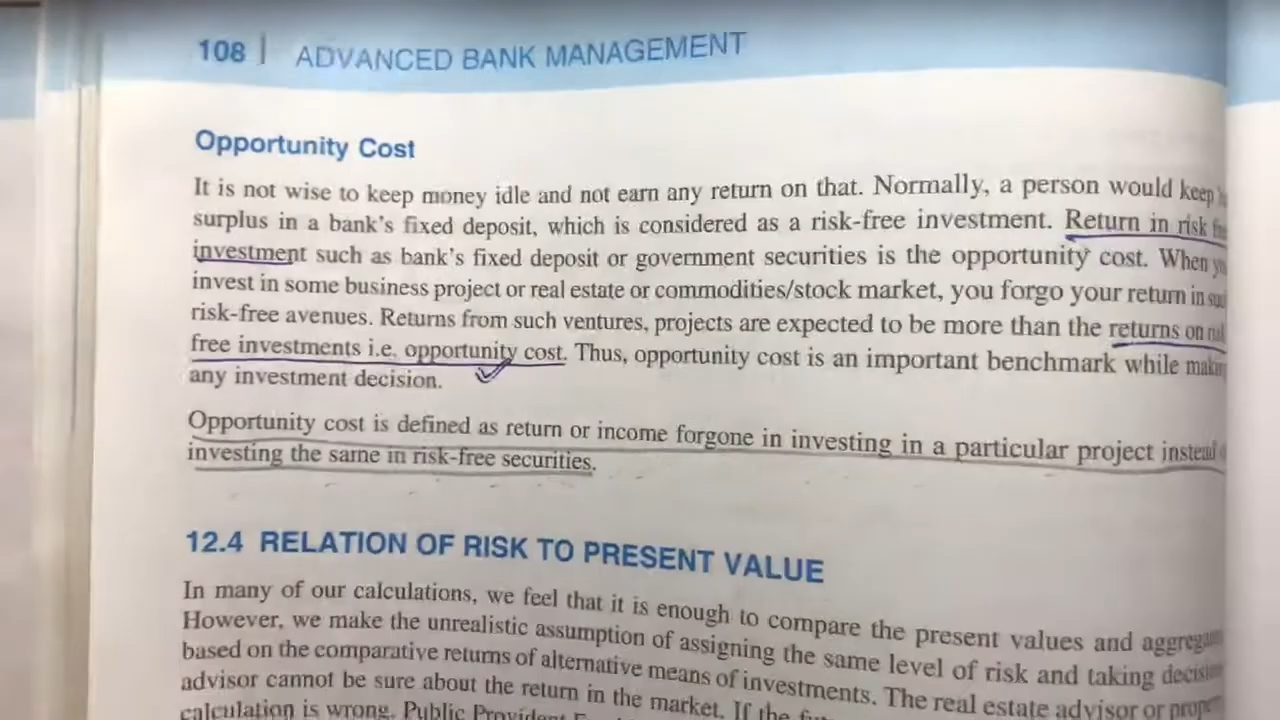 108 | ADVANCED BANK MANAGEMENT
Opportunity Cost
It is not wise to keep money idle and not earn any return on that. Normally, a person would keep
surplus in a bank's fixed deposit, which is considered as a risk-free investment. Return in risk
investment such as bank's fixed deposit or government securities is the opportunity cost. When
invest in some business project or real estate or commodities/stock market, you forgo your return in
risk-free avenues. Returns from such ventures, projects are expected to be more than the returns on
free investments i.e. opportunity cost. Thus, opportunity cost is an important benchmark while
any investment decision.
Opportunity cost is defined as return or income forgone in investing in a particular project instead
investing the same in risk-free securities.
12.4 RELATION OF RISK TO PRESENT VALUE
In many of our calculations, we feel that it is enough to compare the present values and
However, we make the unrealistic assumption of assigning the same level of risk and taking
based on the comparative returns of alternative means of investments. The real estate advisor or
advisor cannot be sure about the return in the market. If the
calculation is wrong. Public